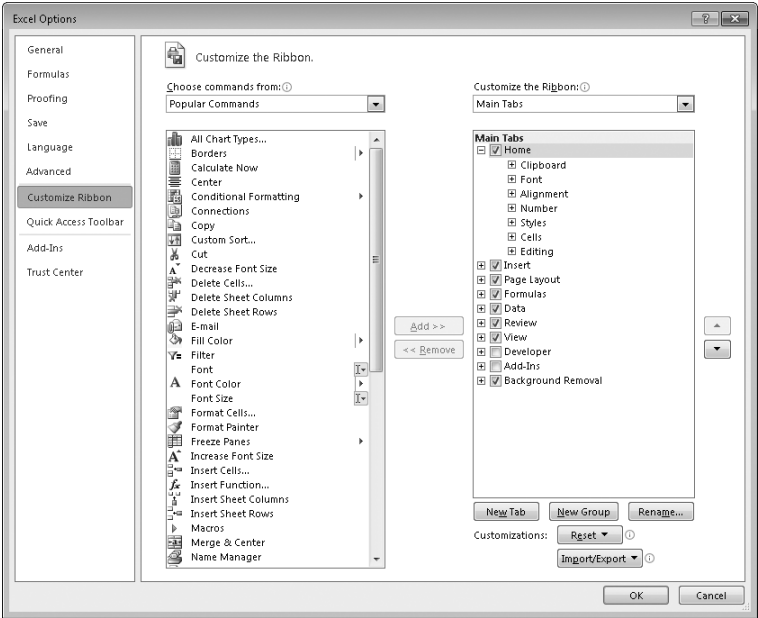 Excel Options
General
Formulas
Proofing
Save
Language
Advanced
Customize Ribbon
Quick Access Toolbar
Add-Ins
Trust Center
Customize the Ribbon.
Choose commands from:
Popular Commands
All Chart Types...
Borders
Calculate Now
Center
Conditional Formatting
Connections
Copy
Custom Sort...
Cut
Decrease Font Size
Delete Cells...
Delete Sheet Columns
Delete Sheet Rows
E-mail
Fill Color
Filter
Font
Font Color
Font Size
Format Cells...
Format Painter
Freeze Panes
Increase Font Size
Insert Cells...
Insert Function...
Insert Sheet Columns
Insert Sheet Rows
Macros
Merge & Center
Name Manager
Add >>
<< Remove
Customize the Ribbon:
Main Tabs
Main Tabs
Home
Clipboard
Font
Alignment
Number
Styles
Cells
Editing
Insert
Page Layout
Formulas
Data
Review
View
Developer
Add-Ins
Background Removal
New Tab
New Group
Rename...
Customizations:
Reset
Import/Export
OK
Cancel